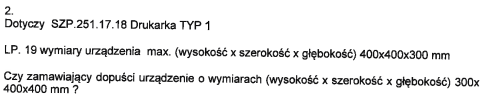 2.
Dotyczy SZP.251.17.18 Drukarka TYP 1
LP. 19 wymiary urządzenia max. (wysokość x szerokość x głębokość) 400x400x300 mm
Czy zamawiający dopuści urządzenie o wymiarach (wysokość x szerokość x głębokość) 300x
400x400 mm ?